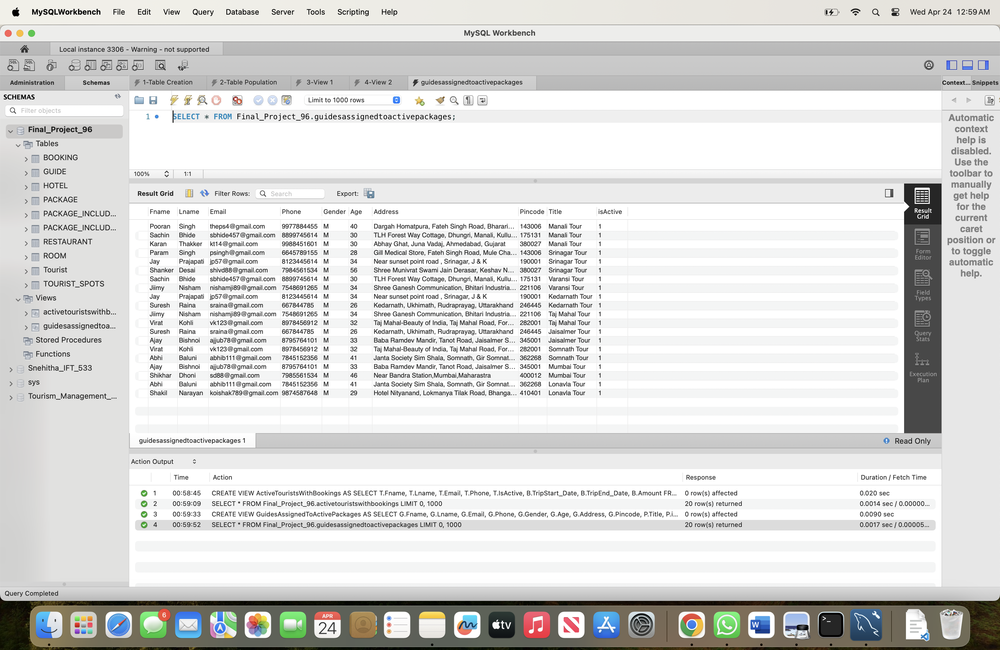 MySQLWorkbench File Edit View Query Database Server Tools Scripting Help Wed Apr 24 12:59 AM
MySQL Workbench
Local instance 3306 - Warning - not supported
Administration Schemas 1-Table Creation 2-Table Population 3-View 1 4-View 2 guidesassignedtoactivepackages Context... Snippets
SCHEMAS
Filter objects
Limit to 1000 rows
1 SELECT * FROM Final_Project_96.guidesassignedtoactivepackages;
Final_Project_96
Tables
BOOKING
GUIDE
HOTEL
PACKAGE
PACKAGE_INCLUD...
PACKAGE_INCLUD...
RESTAURANT
ROOM
Tourist
TOURIST_SPOTS
Views
activetouristswithb...
guidesassignedtoa...
Stored Procedures
Functions
Snehitha_IFT_533
sys
Tourism_Management_...
100% 1:1
Result Grid Filter Rows: Search Export:
Fname Lname Email Phone Gender Age Address Pincode Title isActive
Pooran Singh theps4@gmail.com 9977884455 M 40 Dargah Homatpura, Fateh Singh Road, Bharari... 143006 Manali Tour 1
Sachin Bhide sbhide457@gmail.com 8899745614 M 30 TLH Forest Way Cottage, Dhungri, Manali, Kullu... 175131 Manali Tour 1
Karan Thakker kt14@gmail.com 9988451601 M 30 Abhay Ghat, Juna Vadaj, Ahmedabad, Gujarat 380027 Manali Tour 1
Param Singh psingh@gmail.com 6645789155 M 28 Gill Medical Store, Fateh Singh Road, Mule Cha... 143006 Srinagar Tour 1
Jay Prajapati jp57@gmail.com 8123445614 M 34 Near sunset point road , Srinagar, J & K 190001 Srinagar Tour 1
Shanker Desai shivd88@gmail.com 7984561534 M 56 Shree Munivrat Swami Jain Derasar, Keshav N... 380027 Srinagar Tour 1
Sachin Bhide sbhide457@gmail.com 8899745614 M 30 TLH Forest Way Cottage, Dhungri, Manali, Kullu... 175131 Varansi Tour 1
Jiimy Nisham nishamji89@gmail.com 7548691265 M 34 Shree Ganesh Communication, Bhitari Industria... 221106 Varansi Tour 1
Jay Prajapati jp57@gmail.com 8123445614 M 34 Near sunset point road , Srinagar, J & K 190001 Kedarnath Tour 1
Suresh Raina sraina@gmail.com 667844785 M 26 Kedarnath, Ukhimath, Rudraprayag, Uttarakhand 246445 Kedarnath Tour 1
Jiimy Nisham nishamji89@gmail.com 7548691265 M 34 Shree Ganesh Communication, Bhitari Industria... 221106 Taj Mahal Tour 1
Virat Kohli vk123@gmail.com 8978456912 M 32 Taj Mahal-Beauty of India, Taj Mahal Road, For... 282001 Taj Mahal Tour 1
Suresh Raina sraina@gmail.com 667844785 M 26 Kedarnath, Ukhimath, Rudraprayag, Uttarakhand 246445 Jaisalmer Tour 1
Ajay Bishnoi ajjub78@gmail.com 8795764101 M 33 Baba Ramdev Mandir, Tanot Road, Jaisalmer S... 345001 Jaisalmer Tour 1
Virat Kohli vk123@gmail.com 8978456912 M 32 Taj Mahal-Beauty of India, Taj Mahal Road, For... 282001 Somnath Tour 1
Abhi Baluni abhib111@gmail.com 7845152356 M 41 Janta Society Sim Shala, Somnath, Gir Somnat... 362268 Somnath Tour 1
Ajay Bishnoi ajjub78@gmail.com 8795764101 M 33 Baba Ramdev Mandir, Tanot Road, Jaisalmer S... 345001 Mumbai Tour 1
Shikhar Dhoni sd88@gmail.com 7985561534 M 46 Near Bandra Station,Mumbai,Maharastra 400012 Mumbai Tour 1
Abhi Baluni abhib111@gmail.com 7845152356 M 41 Janta Society Sim Shala, Somnath, Gir Somnat... 362268 Lonavla Tour 1
Shakil Narayan koishak789@gmail.com 9874587648 M 29 Hotel Nityanand, Lokmanya Tilak Road, Bhanga... 410401 Lonavla Tour 1
Result
Grid
Form
Editor
Field
Types
Query
Stats
Execution
Plan
Automatic
context
help is
disabled.
Use the
toolbar to
manually
get help
for the
current
caret
position or
to toggle
automatic
help.
guidesassignedtoactivepackages 1 Read Only
Action Output
Time Action Response Duration / Fetch Time
1 00:58:45 CREATE VIEW ActiveTouristsWithBookings AS SELECT T.Fname, T.Lname, T.Email, T.Phone, T.IsActive, B.TripStart_Date, B.TripEnd_Date, B.Amount FR... 0 row(s) affected 0.020 sec
2 00:59:09 SELECT * FROM Final_Project_96.activetouristswithbookings LIMIT 0, 1000 20 row(s) returned 0.0014 sec / 0.00000...
3 00:59:33 CREATE VIEW GuidesAssignedToActivePackages AS SELECT G.Fname, G.Lname, G.Email, G.Phone, G.Gender, G.Age, G.Address, G.Pincode, P.Title, P.i... 0 row(s) affected 0.0090 sec
4 00:59:52 SELECT * FROM Final_Project_96.guidesassignedtoactivepackages LIMIT 0, 1000 20 row(s) returned 0.0017 sec / 0.00005...
Query Completed
6
APR
24
tv
W